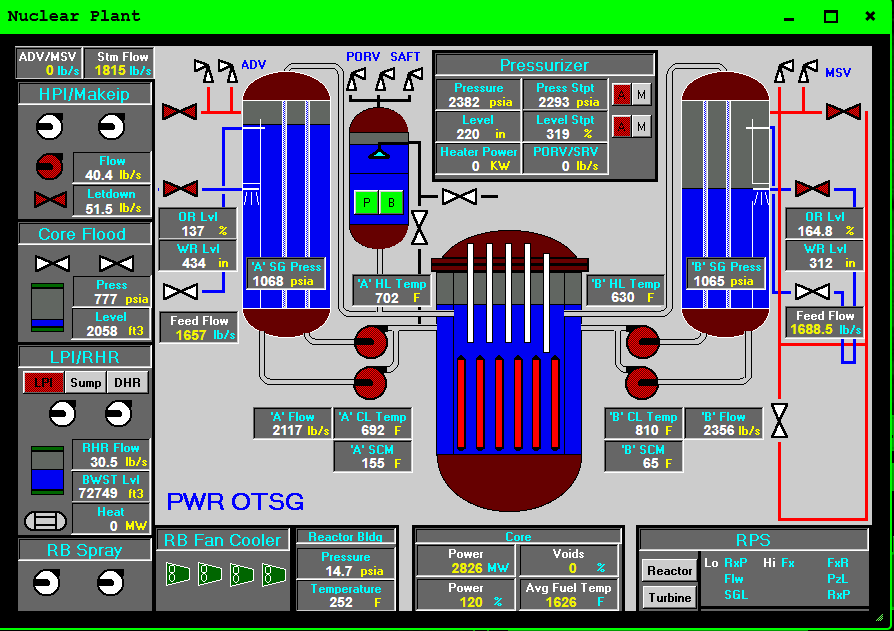 Nuclear Plant
ADV/MSV
0 lb/s
Stm Flow
1815 lb/s
ADV
PORV SAFT
MSV
HPI/Makeip
Flow
40.4 lb/s
Letdown
51.5 lb/s
Core Flood
Press
777 psia
Level
2058 ft3
LPI/RHR
LPI Sump DHR
RHR Flow
30.5 lb/s
BWST Lvl
72749 ft3
Heat
0 MW
RB Spray
Pressurizer
Pressure
2382 psia
Press Stpt
2293 psia
A M
Level
220 in
Level Stpt
319 %
A M
Heater Power
0 KW
PORV/SRV
0 lb/s
P B
OR Lvl
137 %
WR Lvl
434 in
Feed Flow
1657 lb/s
'A' SG Press
1068 psia
'A' HL Temp
702 F
'B' HL Temp
630 F
'B' SG Press
1065 psia
OR Lvl
164.8 %
WR Lvl
312 in
Feed Flow
1688.5 lb/s
'A' Flow
2117 lb/s
'A' CL Temp
692 F
'A' SCM
155 F
'B' CL Temp
810 F
'B' Flow
2356 lb/s
'B' SCM
65 F
PWR OTSG
RB Fan Cooler
Reactor Bldg
Pressure
14.7 psia
Temperature
252 F
Core
Power
2826 MW
Voids
0 %
Power
120 %
Avg Fuel Temp
1626 F
RPS
Reactor
Turbine
Lo RxP Hi Fx FxR
Flw PzL
SGL RxP